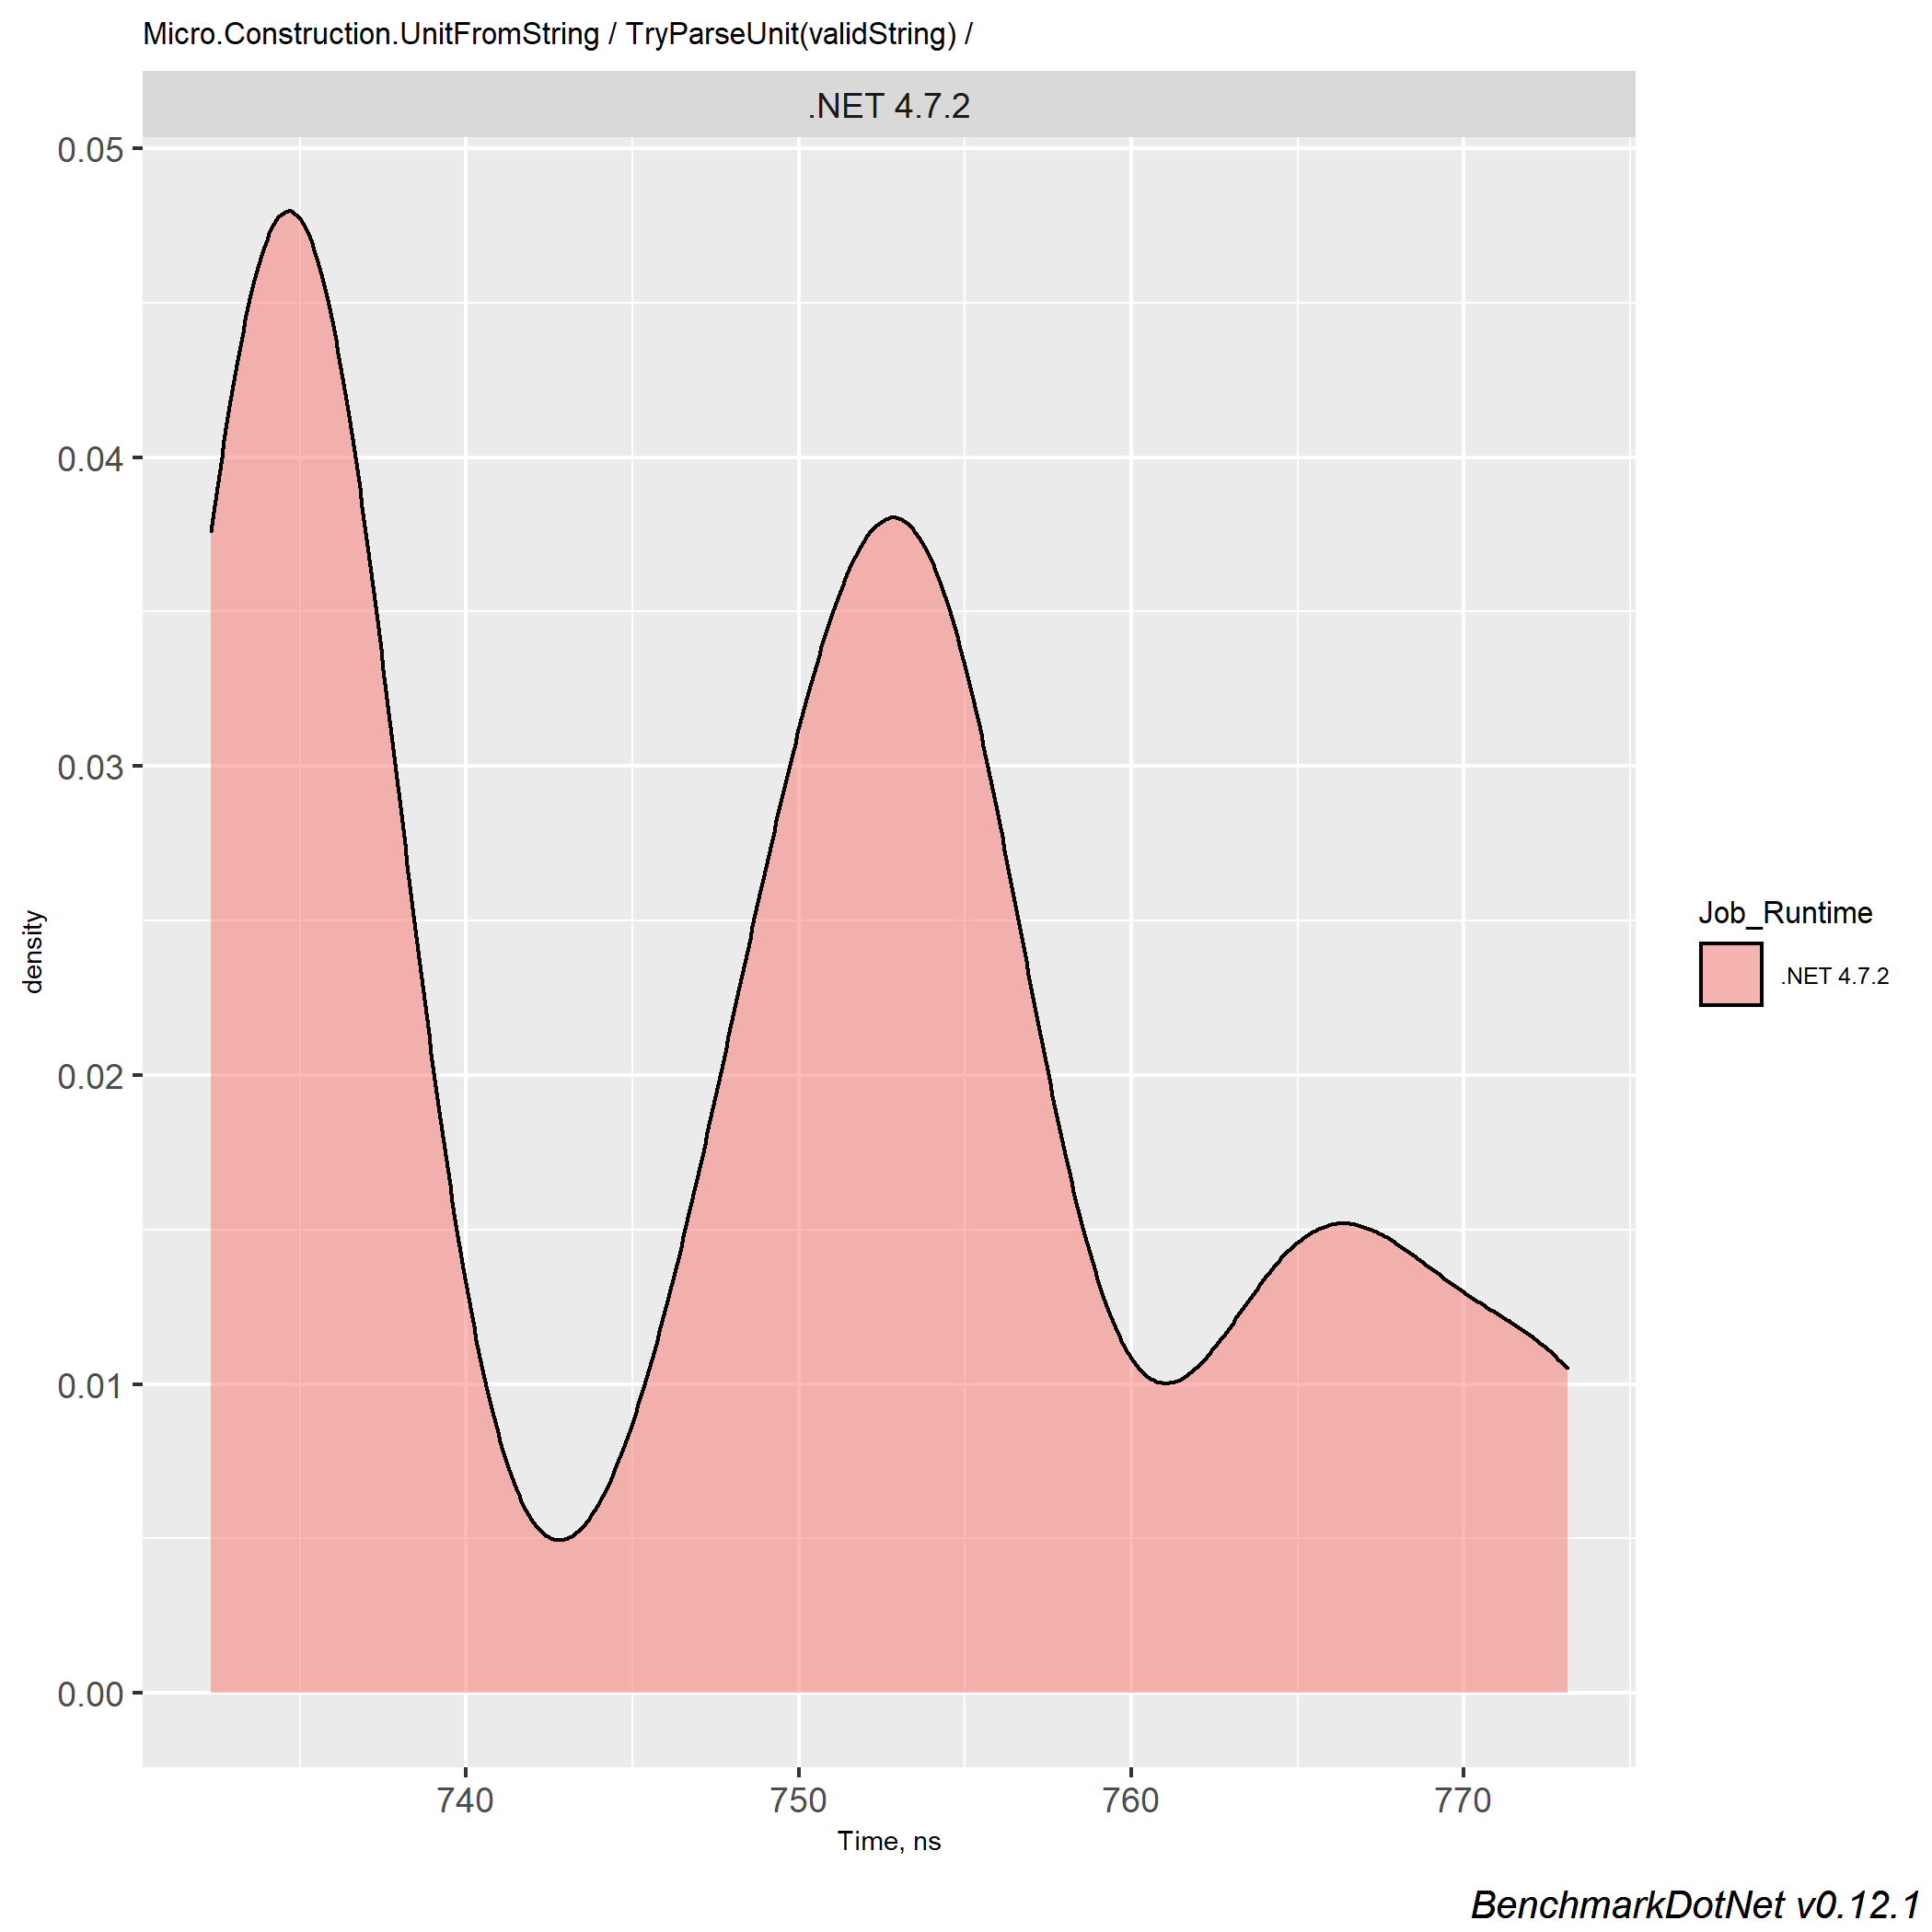 Micro.Construction.UnitFromString / TryParseUnit(validString) /
.NET 4.7.2
0.05
0.04
0.03
0.02
0.01
0.00
density
740 750 760 770
Time, ns
Job_Runtime
.NET 4.7.2
BenchmarkDotNet v0.12.1